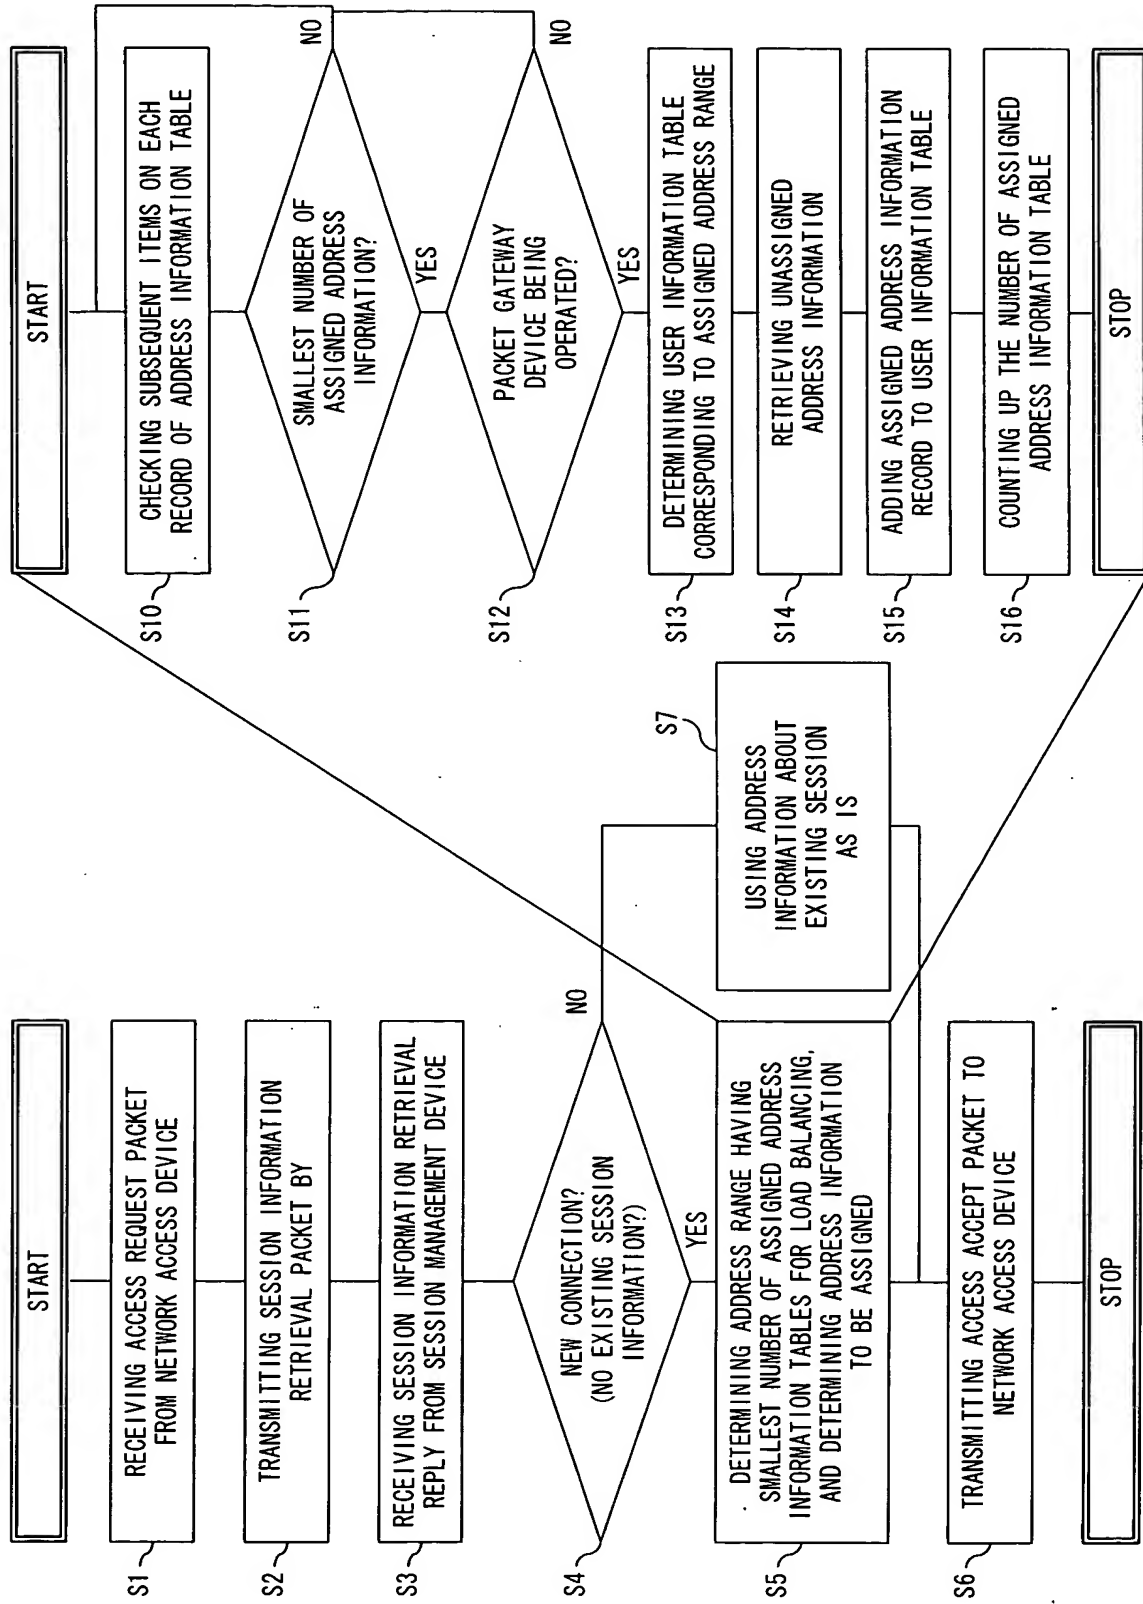 START
S1
RECEIVING ACCESS REQUEST PACKET
FROM NETWORK ACCESS DEVICE
S2
TRANSMITTING SESSION INFORMATION
RETRIEVAL PACKET BY
S3
RECEIVING SESSION INFORMATION RETRIEVAL
REPLY FROM SESSION MANAGEMENT DEVICE
S4
NEW CONNECTION?
(NO EXISTING SESSION
INFORMATION?)
NO
YES
S5
DETERMINING ADDRESS RANGE HAVING
SMALLEST NUMBER OF ASSIGNED ADDRESS
INFORMATION TABLES FOR LOAD BALANCING,
AND DETERMINING ADDRESS INFORMATION
TO BE ASSIGNED
S7
USING ADDRESS
INFORMATION ABOUT
EXISTING SESSION
AS IS
S6
TRANSMITTING ACCESS ACCEPT PACKET TO
NETWORK ACCESS DEVICE
STOP
START
S10
CHECKING SUBSEQUENT ITEMS ON EACH
RECORD OF ADDRESS INFORMATION TABLE
S11
SMALLEST NUMBER OF
ASSIGNED ADDRESS
INFORMATION?
NO
YES
S12
PACKET GATEWAY
DEVICE BEING
OPERATED?
NO
YES
S13
DETERMINING USER INFORMATION TABLE
CORRESPONDING TO ASSIGNED ADDRESS RANGE
S14
RETRIEVING UNASSIGNED
ADDRESS INFORMATION
S15
ADDING ASSIGNED ADDRESS INFORMATION
RECORD TO USER INFORMATION TABLE
S16
COUNTING UP THE NUMBER OF ASSIGNED
ADDRESS INFORMATION TABLE
STOP